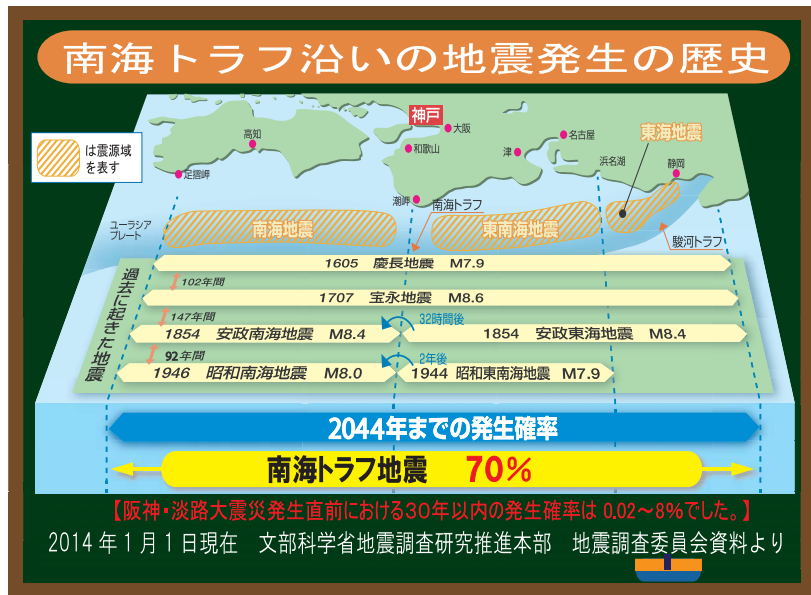 南海トラフ沿いの地震発生の歴史
は震源域
を表す
神戸
大阪
高知
和歌山
津
名古屋
東海地震
浜名湖
静岡
足摺岬
潮岬
南海トラフ
ユーラシア
プレート
南海地震
東南海地震
駿河トラフ
過去に起きた地震
1605 慶長地震 M7.9
102年間
1707 宝永地震 M8.6
147年間
32時間後
1854 安政南海地震 M8.4
1854 安政東海地震 M8.4
92年間
2年後
1946 昭和南海地震 M8.0
1944 昭和東南海地震 M7.9
2044年までの発生確率
南海トラフ地震 70%
【阪神・淡路大震災発生直前における30年以内の発生確率は 0.02～8%でした。】
2014年1月1日現在 文部科学省地震調査研究推進本部 地震調査委員会資料より